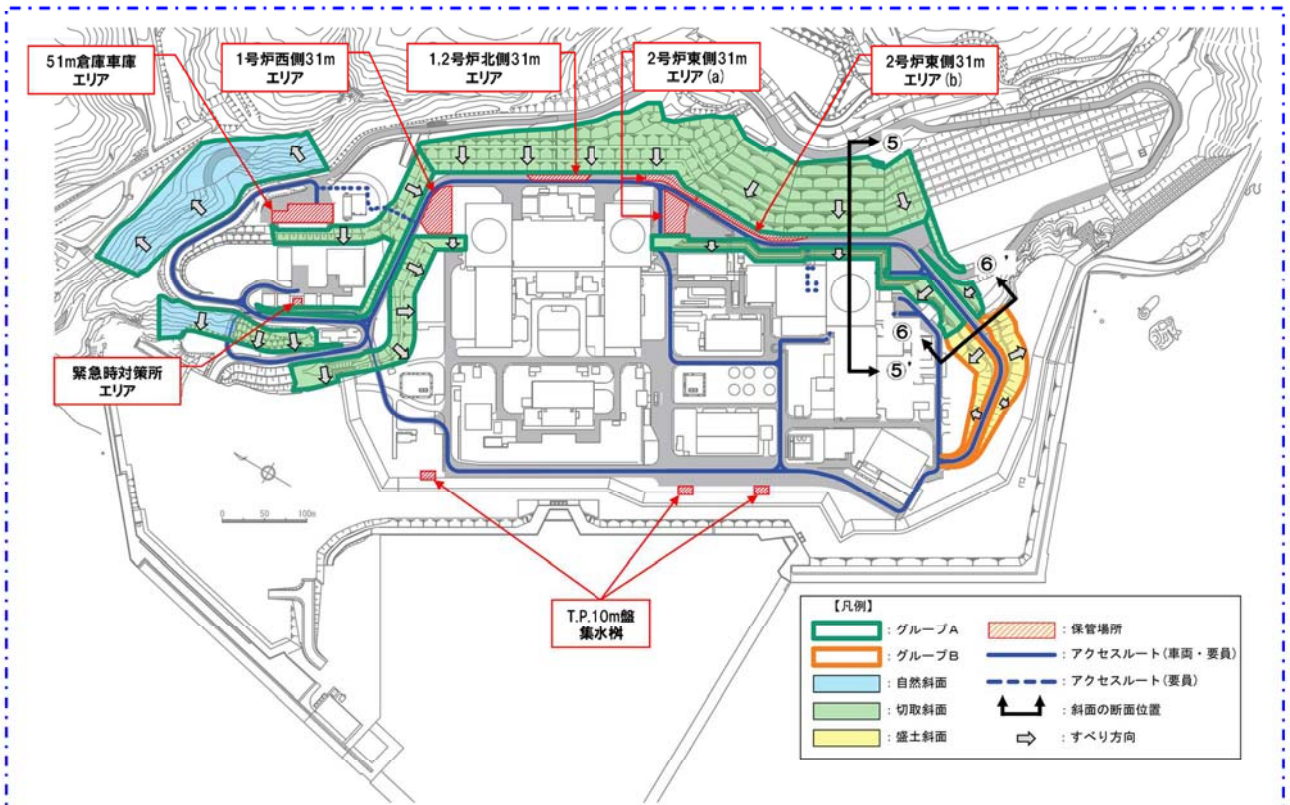 51m倉庫車庫
エリア
1号炉西側31m
エリア
1,2号炉北側31m
エリア
2号炉東側31m
エリア(a)
2号炉東側31m
エリア(b)
⑤
⑥'
⑥
⑤'
緊急時対策所
エリア
0 50 100m
T.P.10m盤
集水桝
【凡例】
：グループA
：グループB
：自然斜面
：切取斜面
：盛土斜面
：保管場所
：アクセスルート(車両・要員)
：アクセスルート(要員)
：斜面の断面位置
：すべり方向